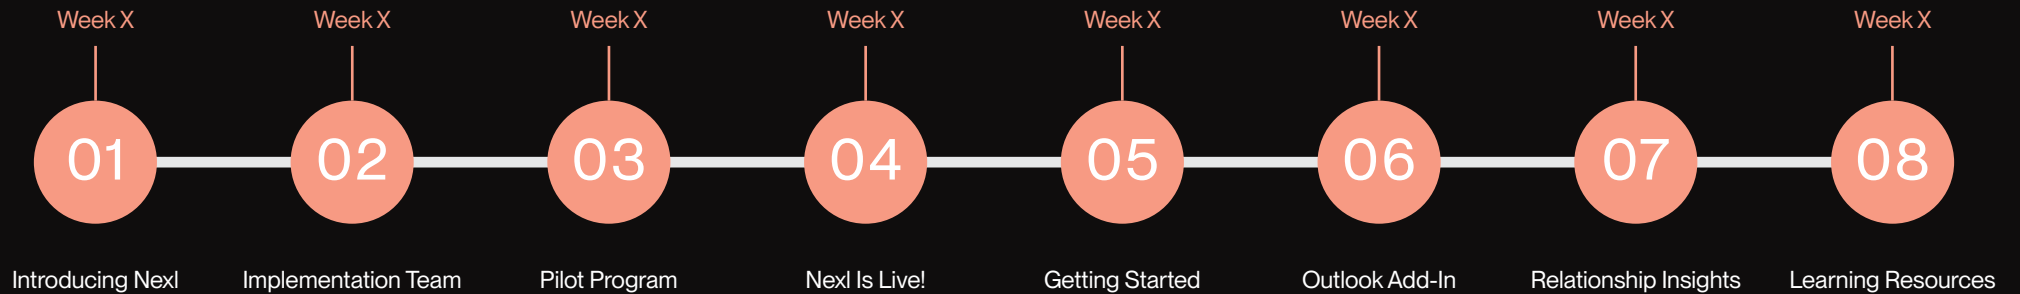 Week X Week X Week X Week X Week X Week X Week X Week X
01 02 03 04 05 06 07 08
Introducing Nexl Implementation Team Pilot Program Nexl Is Live! Getting Started Outlook Add-In Relationship Insights Learning Resources